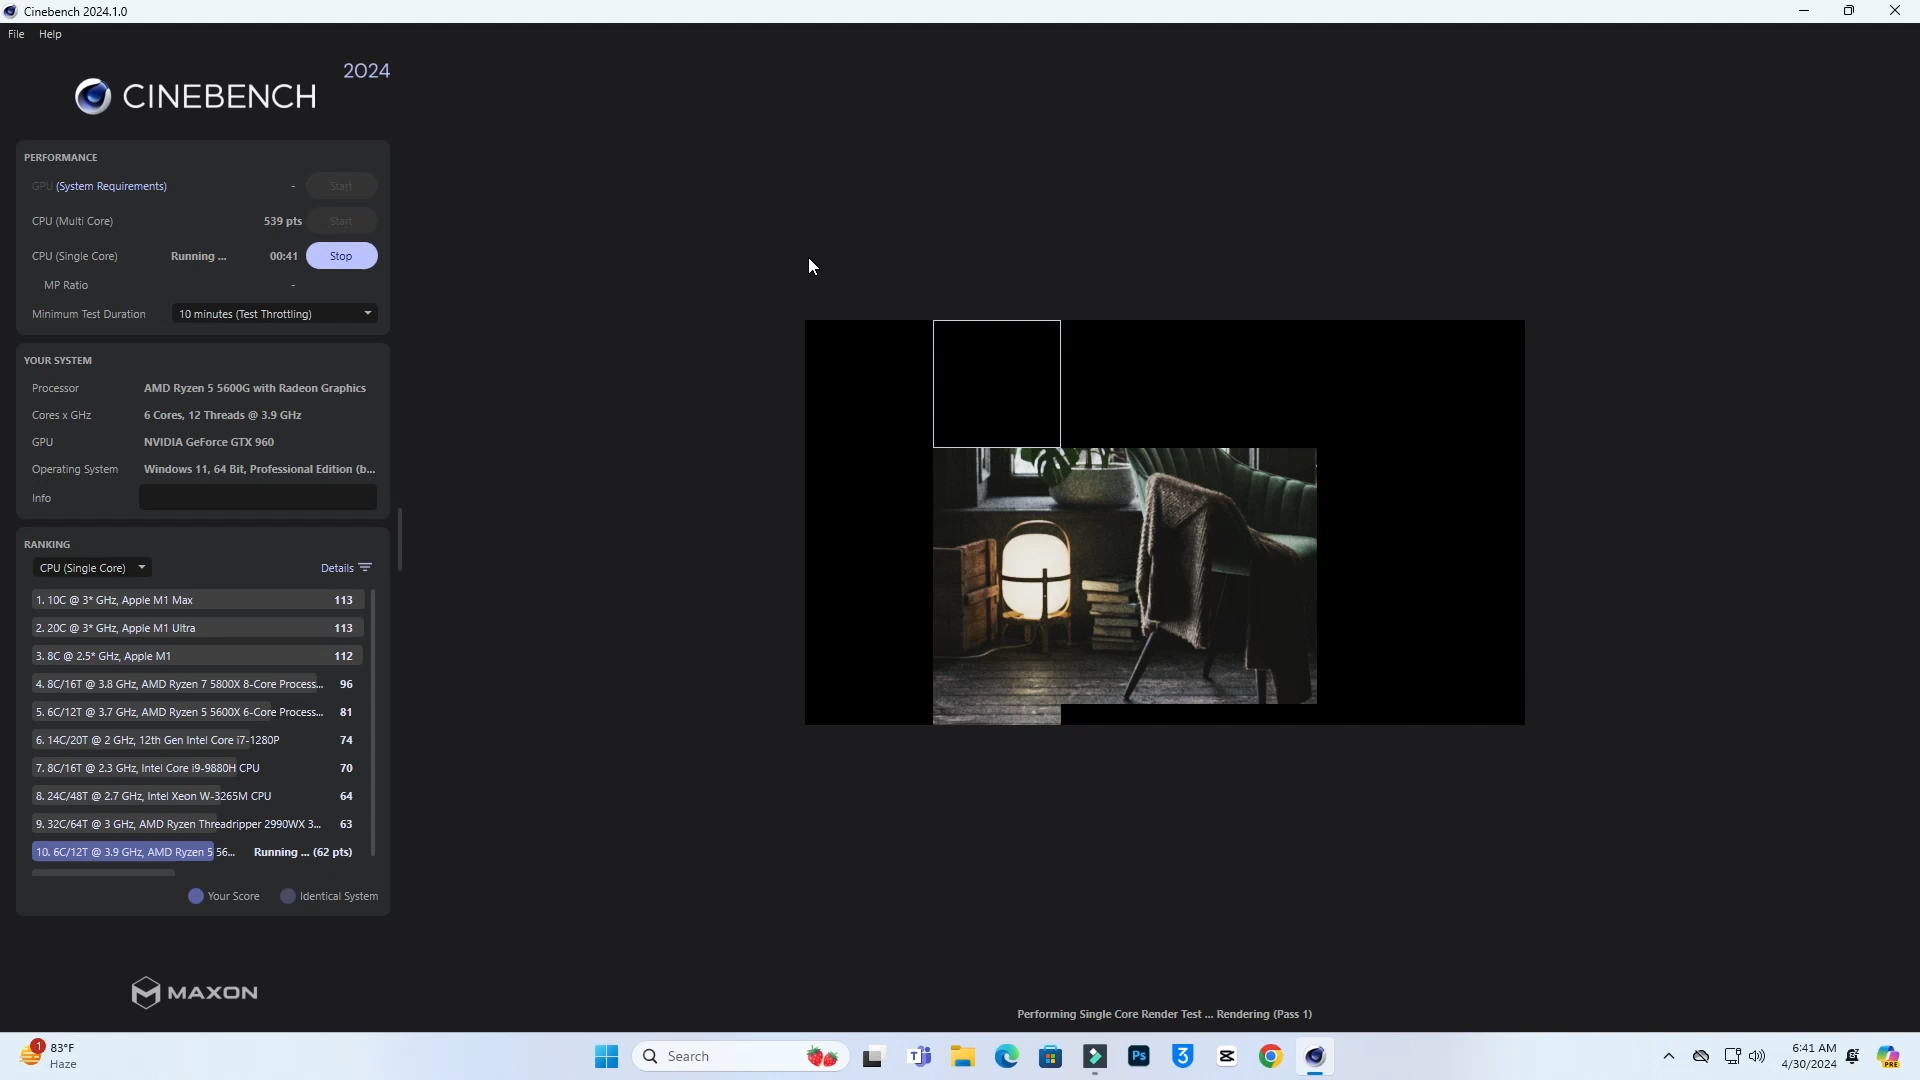 Cinebench 2024.1.0
File Help
CINEBENCH 2024
PERFORMANCE
GPU (System Requirements) - Start
CPU (Multi Core) 539 pts Start
CPU (Single Core) Running ... 00:41 Stop
MP Ratio -
Minimum Test Duration 10 minutes (Test Throttling)
YOUR SYSTEM
Processor AMD Ryzen 5 5600G with Radeon Graphics
Cores x GHz 6 Cores, 12 Threads @ 3.9 GHz
GPU NVIDIA GeForce GTX 960
Operating System Windows 11, 64 Bit, Professional Edition (b...
Info
RANKING
CPU (Single Core) Details
1. 10C @ 3* GHz, Apple M1 Max 113
2. 20C @ 3* GHz, Apple M1 Ultra 113
3. 8C @ 2.5* GHz, Apple M1 112
4. 8C/16T @ 3.8 GHz, AMD Ryzen 7 5800X 8-Core Process... 96
5. 6C/12T @ 3.7 GHz, AMD Ryzen 5 5600X 6-Core Process... 81
6. 14C/20T @ 2 GHz, 12th Gen Intel Core i7-1280P 74
7. 8C/16T @ 2.3 GHz, Intel Core i9-9880H CPU 70
8. 24C/48T @ 2.7 GHz, Intel Xeon W-3265M CPU 64
9. 32C/64T @ 3 GHz, AMD Ryzen Threadripper 2990WX 3... 63
10. 6C/12T @ 3.9 GHz, AMD Ryzen 5 56... Running ... (62 pts)
Your Score Identical System
MAXON
Performing Single Core Render Test ... Rendering (Pass 1)
1 83°F
Haze
Search
T
Ps
3
6:41 AM
4/30/2024
PRE